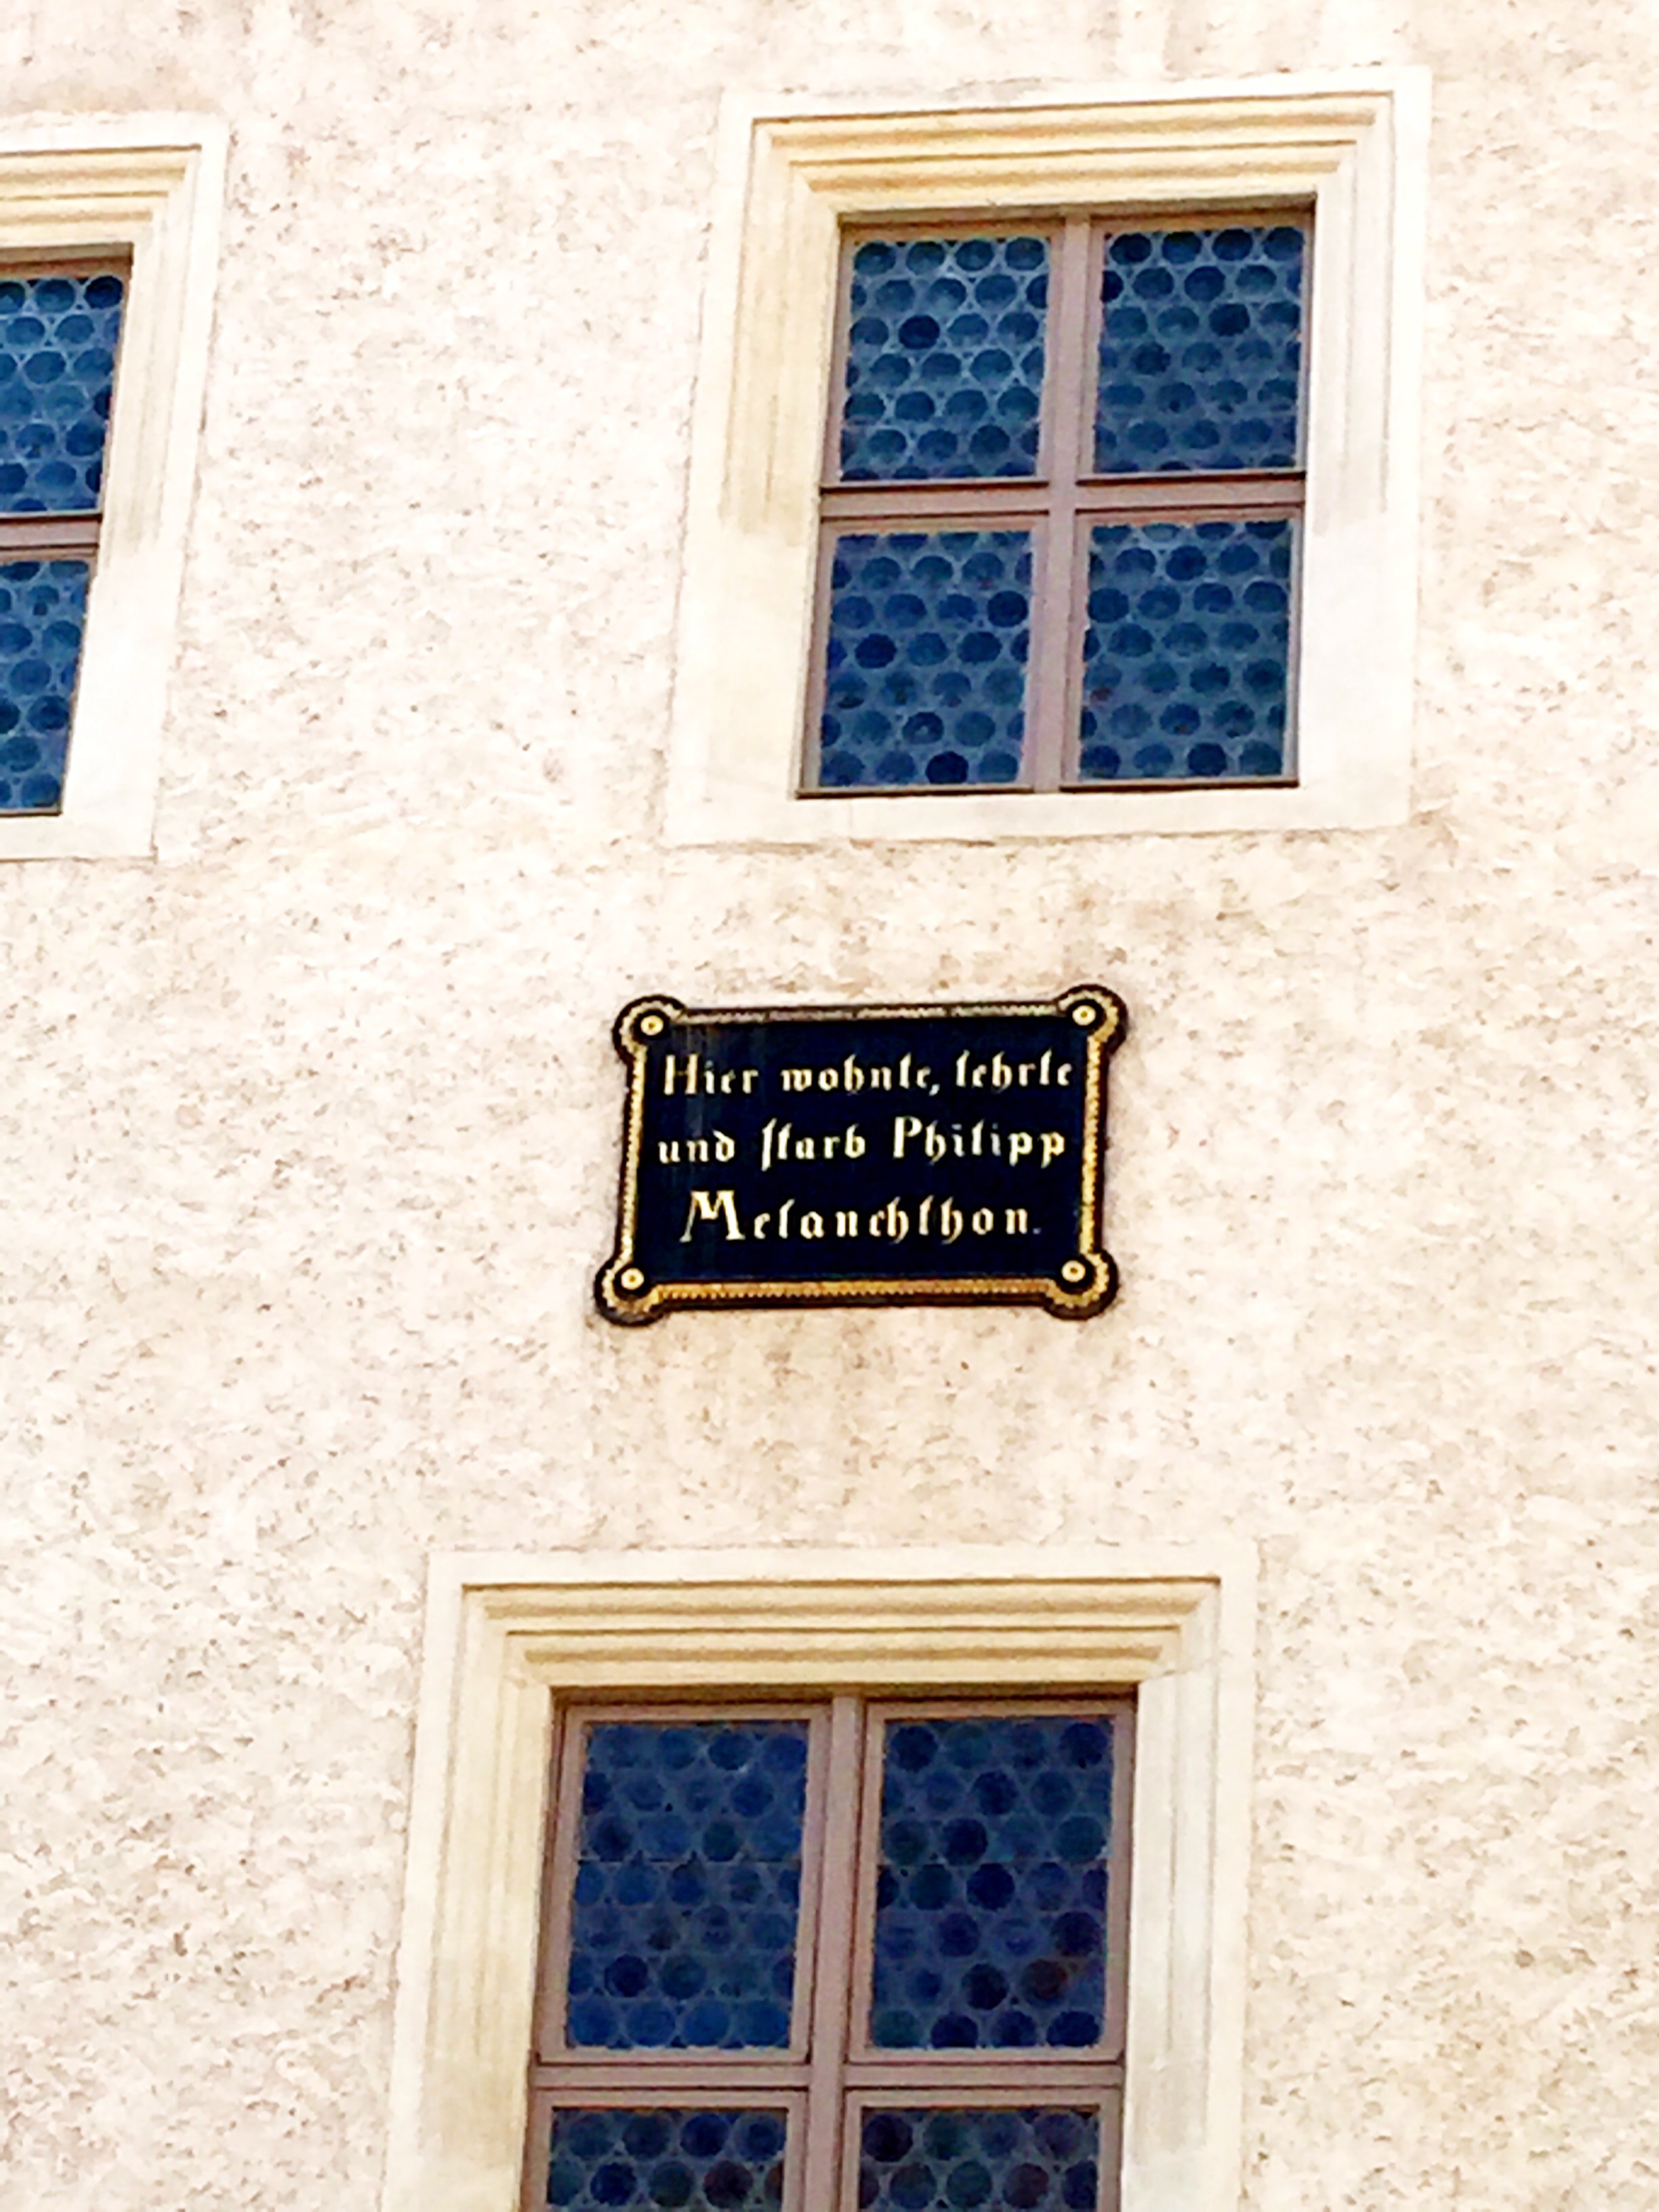 Hier wohnte, lehrte
und ſtarb Philipp
Melanchthon.